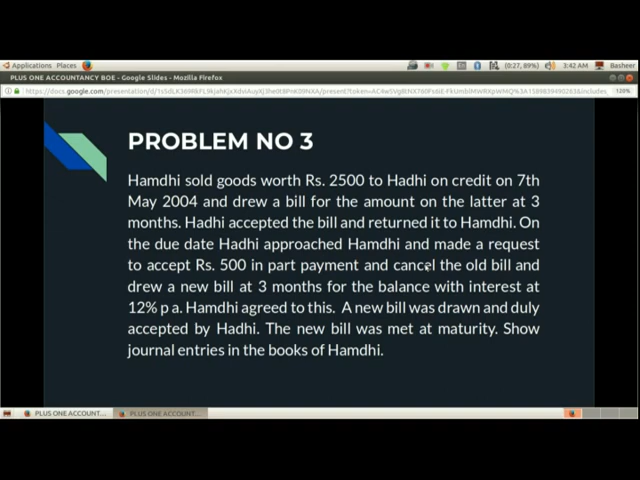 Applications Places
(0:27, 89%) 3:42 AM Basheer
PLUS ONE ACCOUNTANCY BOE - Google Slides - Mozilla Firefox
120%
PROBLEM NO 3
Hamdhi sold goods worth Rs. 2500 to Hadhi on credit on 7th
May 2004 and drew a bill for the amount on the latter at 3
months. Hadhi accepted the bill and returned it to Hamdhi. On
the due date Hadhi approached Hamdhi and made a request
to accept Rs. 500 in part payment and cancel the old bill and
drew a new bill at 3 months for the balance with interest at
12% p a. Hamdhi agreed to this. A new bill was drawn and duly
accepted by Hadhi. The new bill was met at maturity. Show
journal entries in the books of Hamdhi.
PLUS ONE ACCOUNT... PLUS ONE ACCOUNT...